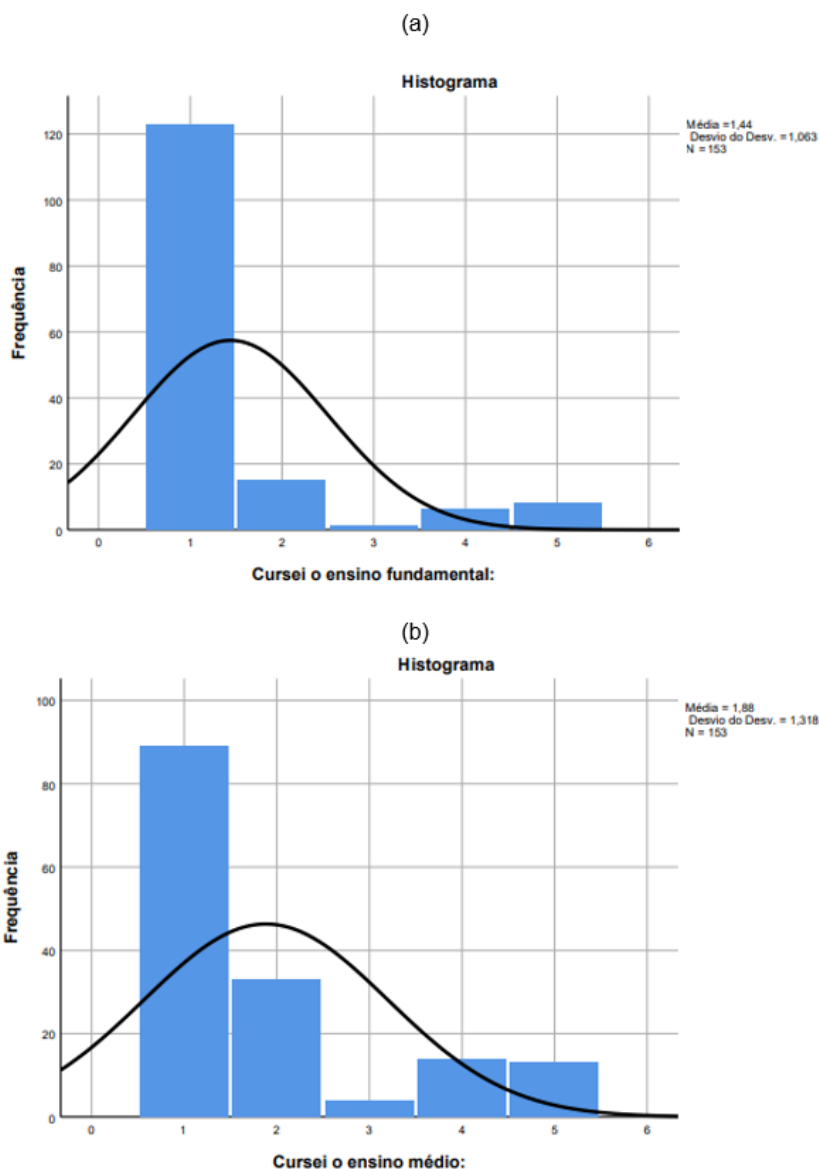 (a)
Histograma
Média =1,44
Desvio do Desv. =1,063
N =153
120
100
80
60
40
20
0
Frequência
0 1 2 3 4 5 6
Cursei o ensino fundamental:
(b)
Histograma
Média = 1,88
Desvio do Desv. = 1,318
N = 153
100
80
60
40
20
0
Frequência
0 1 2 3 4 5 6
Cursei o ensino médio: